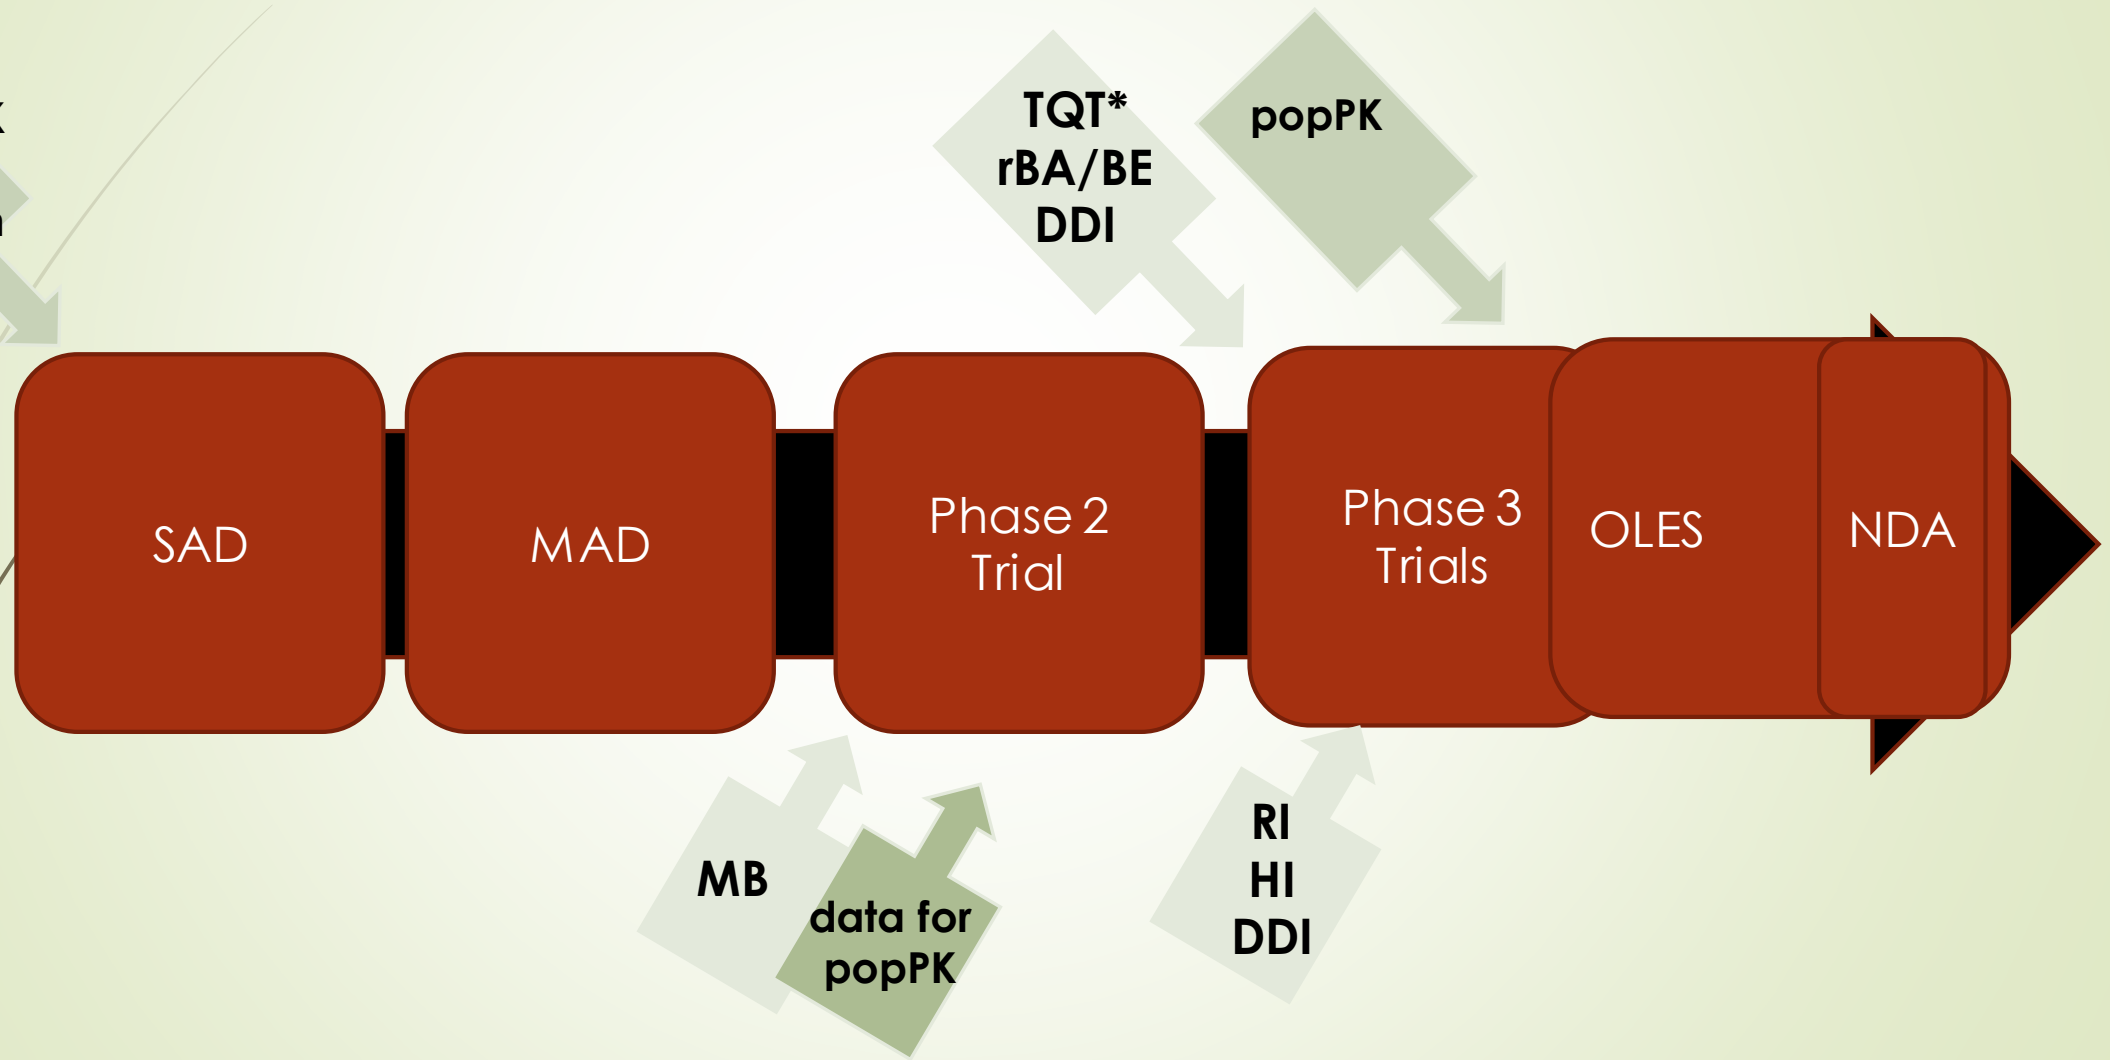 TQT*
rBA/BE
DDI
popPK
SAD
MAD
Phase 2
Trial
Phase 3
Trials
OLES
NDA
MB
data for
popPK
RI
HI
DDI